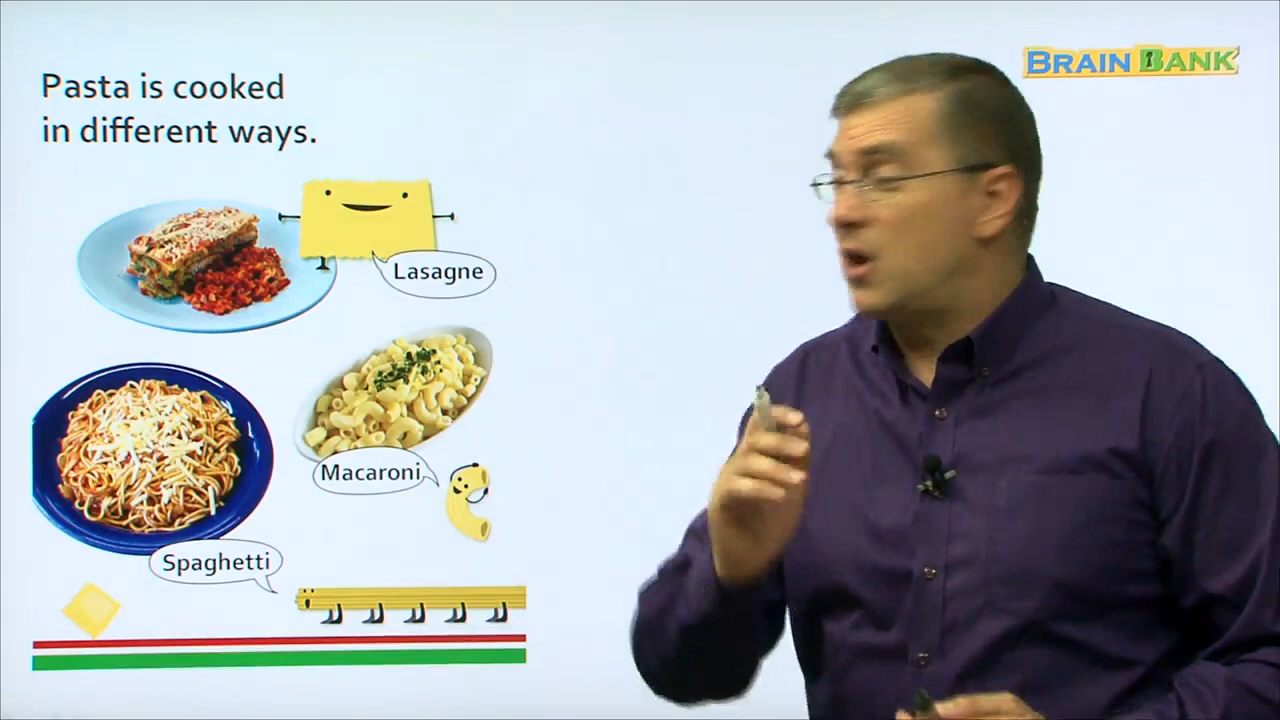 BRAIN BANK
Pasta is cooked
in different ways.
Lasagne
Macaroni
Spaghetti